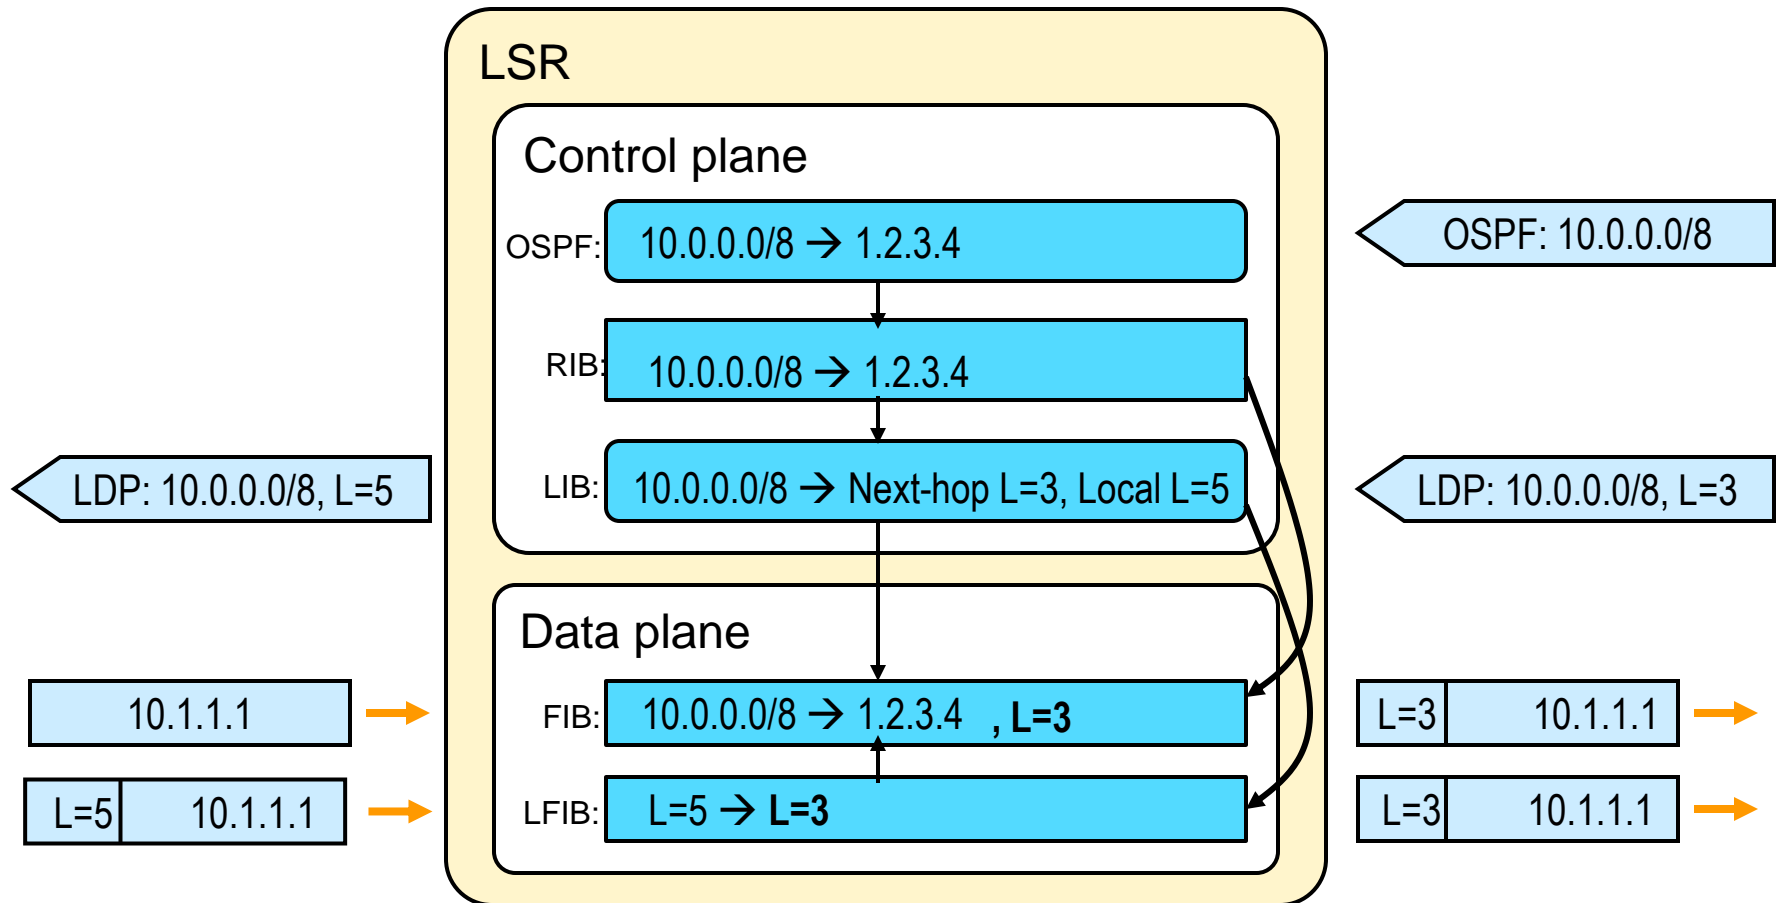 LSR
Control plane
OSPF: 10.0.0.0/8 → 1.2.3.4
OSPF: 10.0.0.0/8
RIB: 10.0.0.0/8 → 1.2.3.4
LDP: 10.0.0.0/8, L=5
LIB: 10.0.0.0/8 → Next-hop L=3, Local L=5
LDP: 10.0.0.0/8, L=3
Data plane
10.1.1.1
FIB: 10.0.0.0/8 → 1.2.3.4 , L=3
L=3 10.1.1.1
L=5 10.1.1.1
LFIB: L=5 → L=3
L=3 10.1.1.1